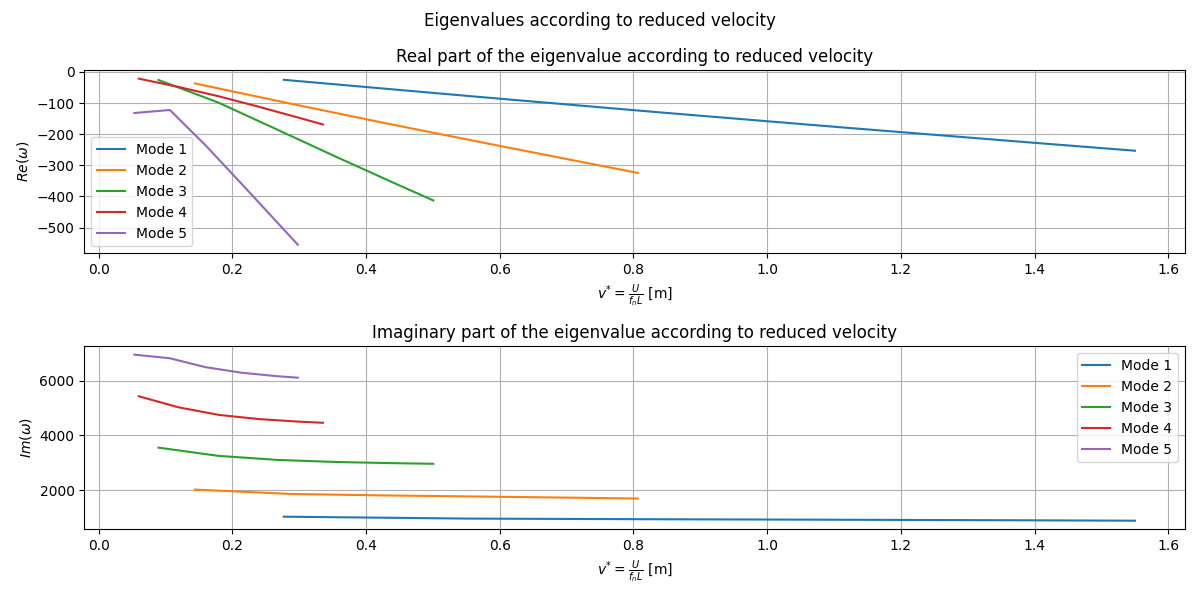 Eigenvalues according to reduced velocity
Real part of the eigenvalue according to reduced velocity
0
−100
−200
−300
−400
−500
Re(ω)
Mode 1
Mode 2
Mode 3
Mode 4
Mode 5
0.0 0.2 0.4 0.6 0.8 1.0 1.2 1.4 1.6
v* = U/(fₙL) [m]
Imaginary part of the eigenvalue according to reduced velocity
6000
4000
2000
Im(ω)
Mode 1
Mode 2
Mode 3
Mode 4
Mode 5
0.0 0.2 0.4 0.6 0.8 1.0 1.2 1.4 1.6
v* = U/(fₙL) [m]